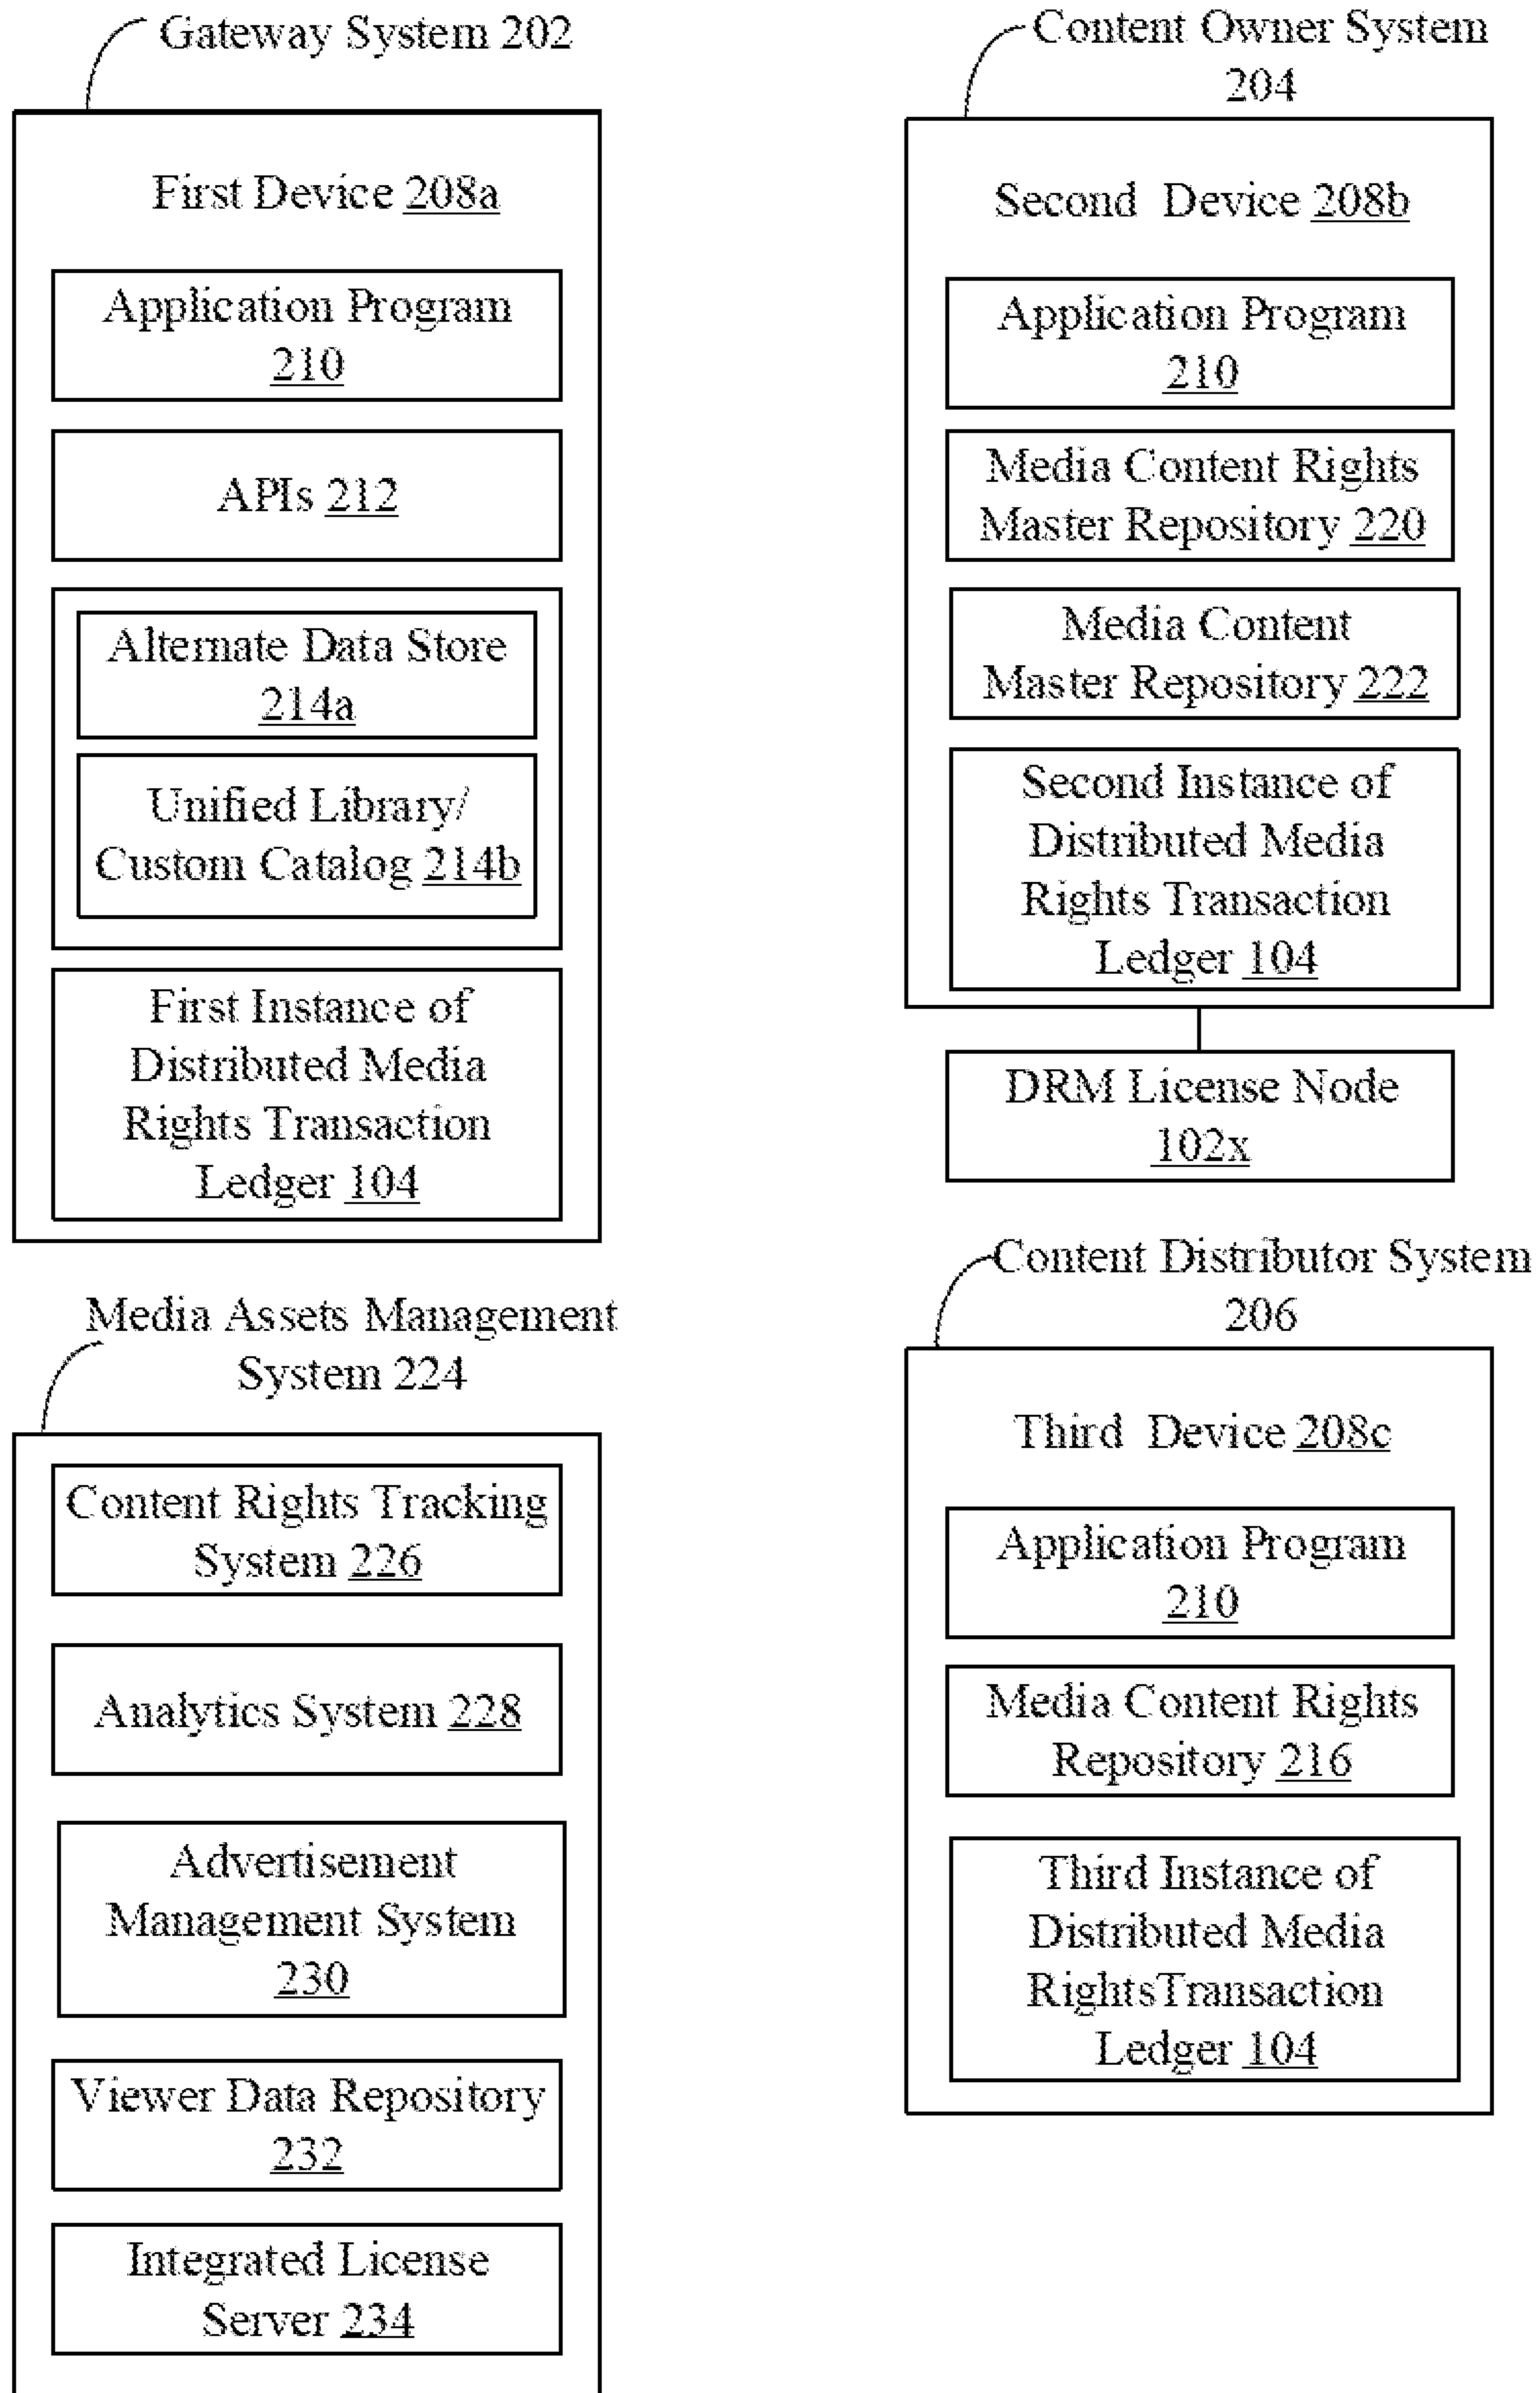 Gateway System 202
First Device 208a
Application Program
210
APIs 212
Alternate Data Store
214a
Unified Library/
Custom Catalog 214b
First Instance of
Distributed Media
Rights Transaction
Ledger 104
Content Owner System
204
Second Device 208b
Application Program
210
Media Content Rights
Master Repository 220
Media Content
Master Repository 222
Second Instance of
Distributed Media
Rights Transaction
Ledger 104
DRM License Node
102x
Media Assets Management
System 224
Content Rights Tracking
System 226
Analytics System 228
Advertisement
Management System
230
Viewer Data Repository
232
Integrated License
Server 234
Content Distributor System
206
Third Device 208c
Application Program
210
Media Content Rights
Repository 216
Third Instance of
Distributed Media
RightsTransaction
Ledger 104